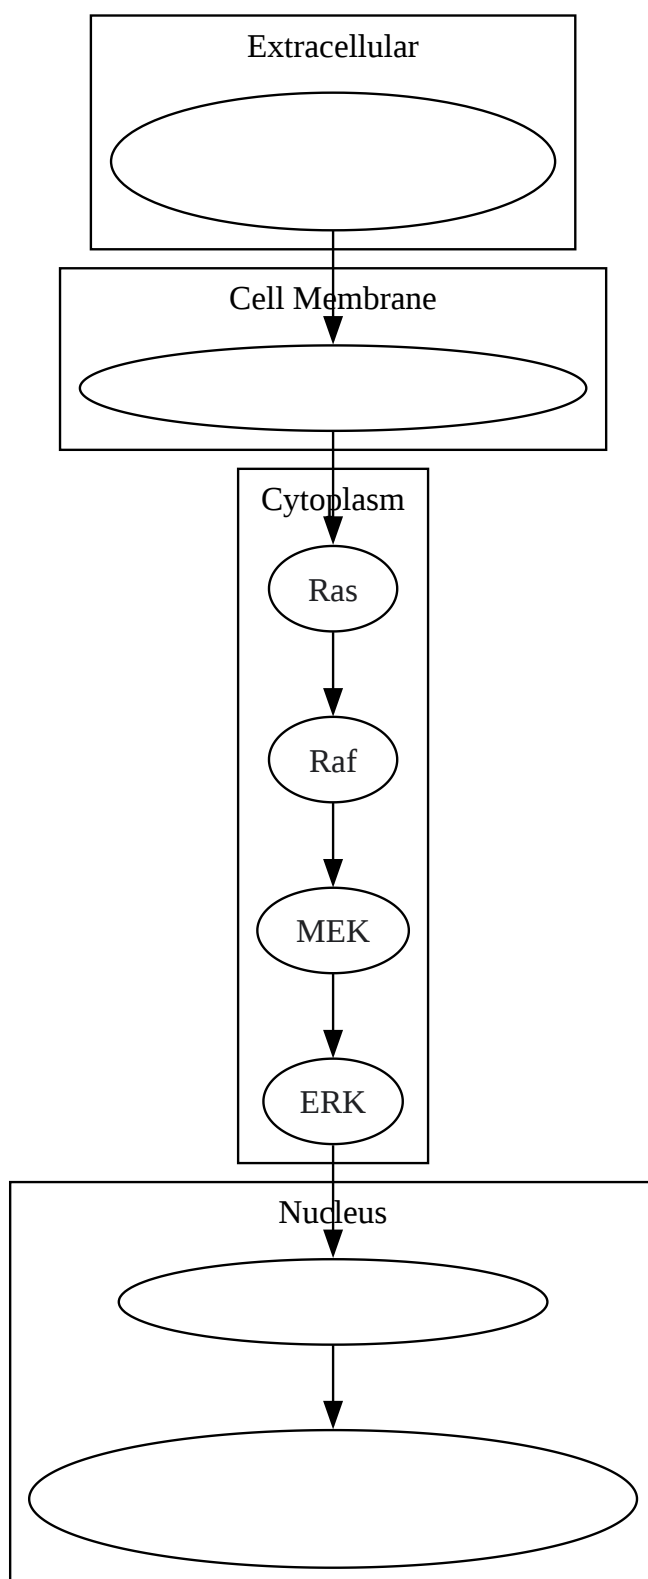 Extracellular
Cell Membrane
Cytoplasm
Ras
Raf
MEK
ERK
Nucleus